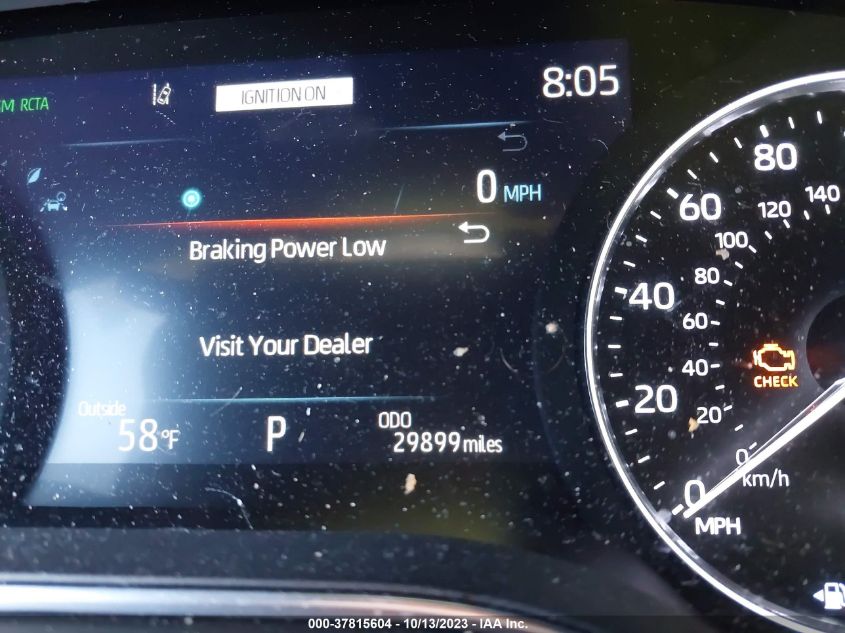 RCTA
IGNITION ON
8:05
0 MPH
Braking Power Low
Visit Your Dealer
Outside
58°F
P
ODO
29899 miles
80
60
40
20
0
MPH
140
120
100
80
60
40
20
0
km/h
CHECK
000-37815604 - 10/13/2023 - IAA Inc.